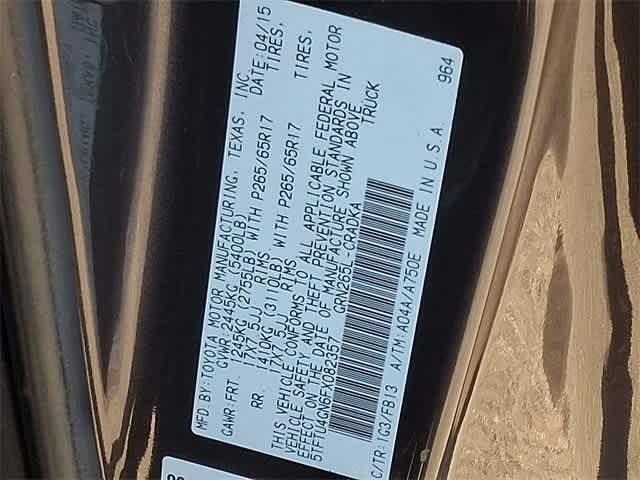 MFD. BY: TOYOTA MOTOR MANUFACTURING, TEXAS, INC. DATE: 04/15
GVWR: 2445KG (5400LB)
GAWR: FRT. 1245KG (2755LB) WITH P265/65R17 TIRES,
17X7.5JJ RIMS
RR. 1410KG (3110LB) WITH P265/65R17 TIRES,
17X7.5JJ RIMS
THIS VEHICLE CONFORMS TO ALL APPLICABLE FEDERAL MOTOR
VEHICLE SAFETY AND THEFT PREVENTION STANDARDS IN
EFFECT ON THE DATE OF MANUFACTURE SHOWN ABOVE.
5TFTU4GN9FX082357 GRN265L-CRADKA TRUCK
C/TR: 1G3/FB13 A/TM: A04A/A750E MADE IN U.S.A. 964